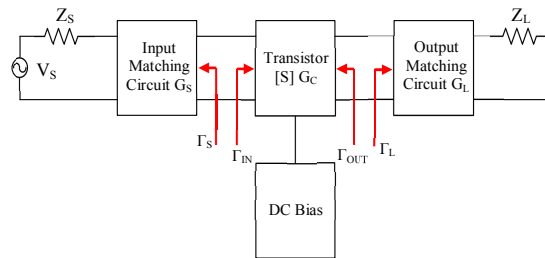 Z_S
V_S
Input
Matching
Circuit G_S
Γ_S
Γ_IN
Transistor
[S] G_C
Γ_OUT
Γ_L
Output
Matching
Circuit G_L
Z_L
DC Bias